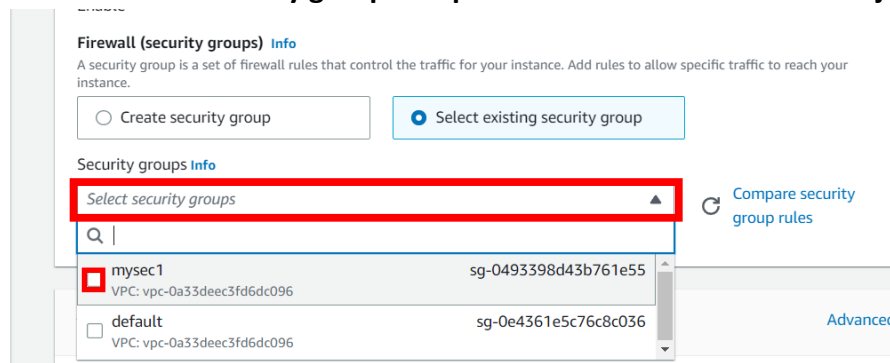 Enable
Firewall (security groups) Info
A security group is a set of firewall rules that control the traffic for your instance. Add rules to allow specific traffic to reach your
instance.
Create security group
Select existing security group
Security groups Info
Select security groups
Compare security
group rules
mysec1 sg-0493398d43b761e55
VPC: vpc-0a33deec3fd6dc096
default sg-0e4361e5c76c8c036
VPC: vpc-0a33deec3fd6dc096
Advanced